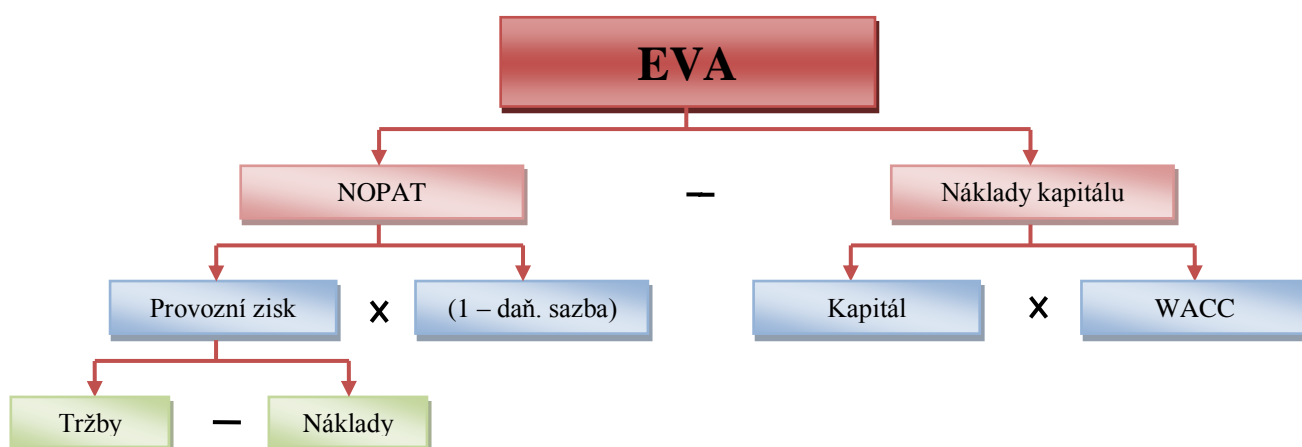 EVA
NOPAT – Náklady kapitálu
Provozní zisk × (1 – daň. sazba) Kapitál × WACC
Tržby – Náklady